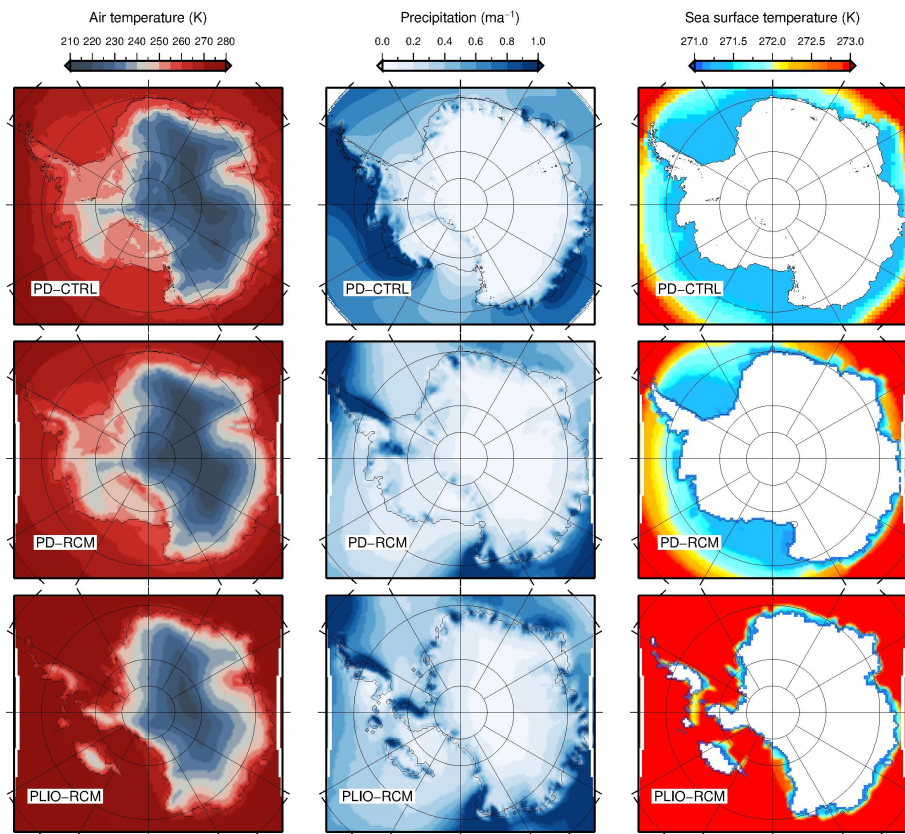 Air temperature (K)
210 220 230 240 250 260 270 280
Precipitation (ma⁻¹)
0.0 0.2 0.4 0.6 0.8 1.0
Sea surface temperature (K)
271.0 271.5 272.0 272.5 273.0
PD−CTRL
PD−CTRL
PD−CTRL
PD−RCM
PD−RCM
PD−RCM
PLIO−RCM
PLIO−RCM
PLIO−RCM